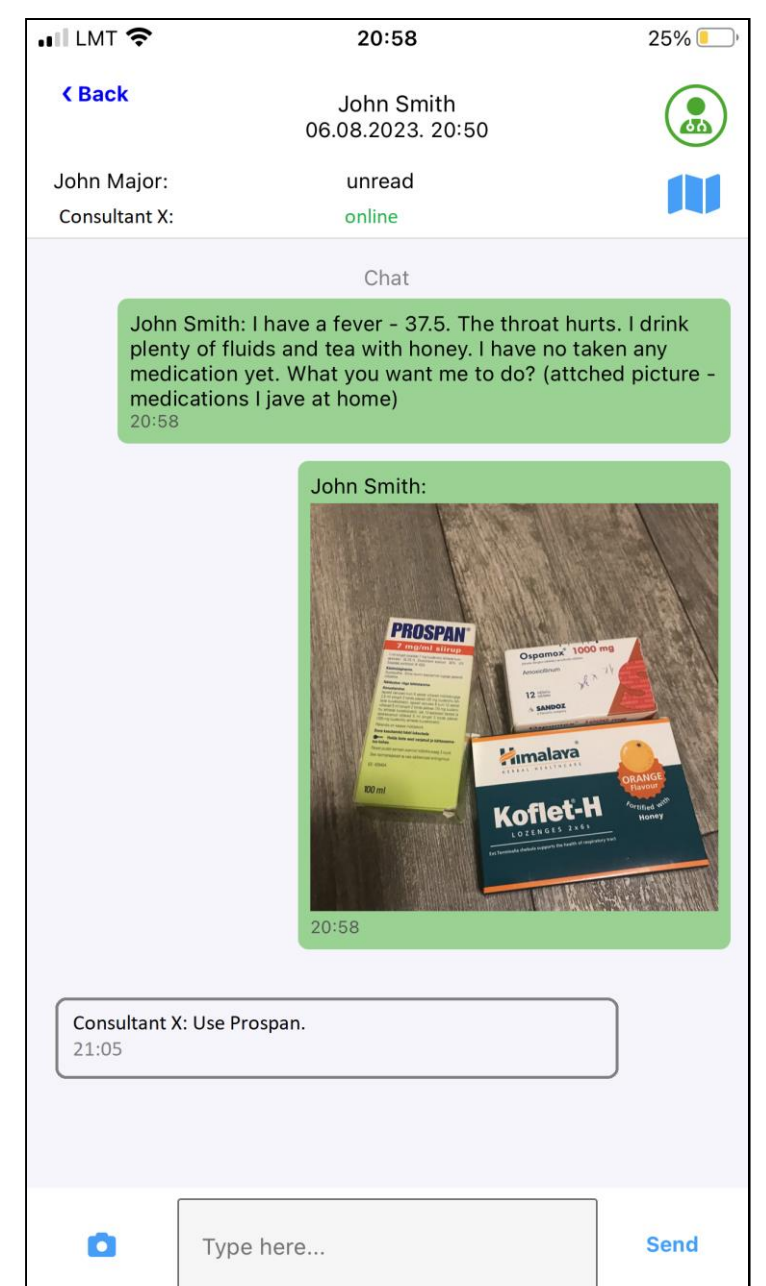 LMT 20:58 25%
Back
John Smith
06.08.2023. 20:50
John Major: unread
Consultant X: online
Chat
John Smith: I have a fever - 37.5. The throat hurts. I drink
plenty of fluids and tea with honey. I have no taken any
medication yet. What you want me to do? (attched picture -
medications I jave at home)
20:58
John Smith:
PROSPAN
7 mg/ml siirup
100 ml
Ospamox 1000 mg
Amoxicillinum
12
SANDOZ
Himalaya
HERBAL HEALTHCARE
ORANGE
Flavour
Fortified with
Honey
Koflet-H
LOZENGES 2x6s
20:58
Consultant X: Use Prospan.
21:05
Type here...
Send